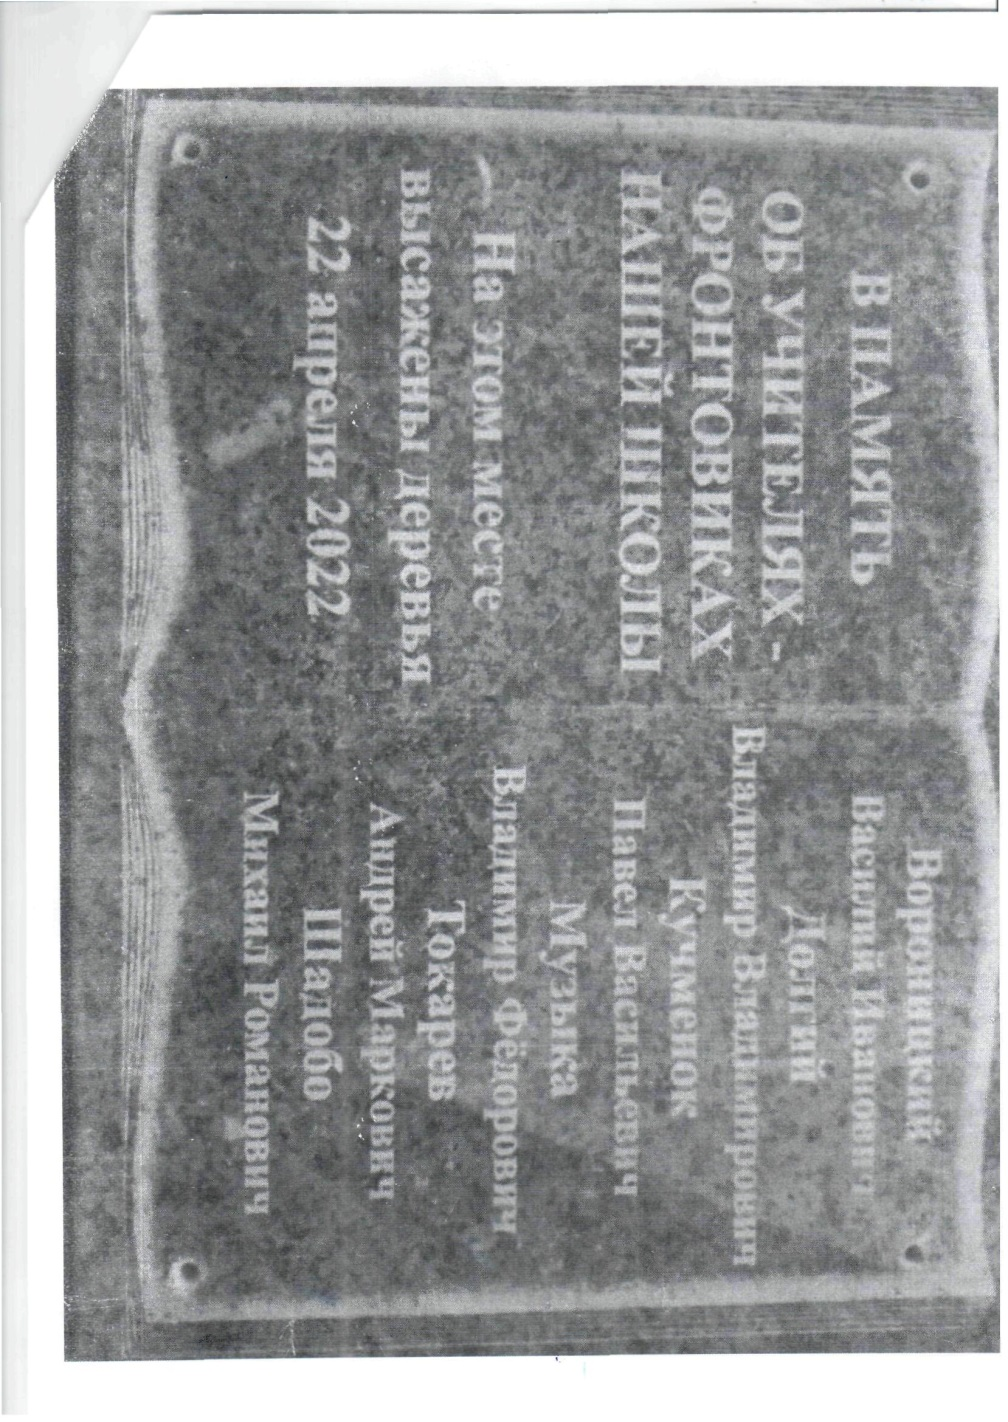 В ПАМЯТЬ
ОБ УЧИТЕЛЯХ -
ФРОНТОВИКАХ
НАШЕЙ ШКОЛЫ
На этом месте
высажены деревья
22 апреля 2022
Вороницкий
Василий Иванович
Долгий
Владимир Владимирович
Кучменок
Павел Васильевич
Музыка
Владимир Фёдорович
Токарев
Андрей Маркович
Шалобо
Михаил Романович